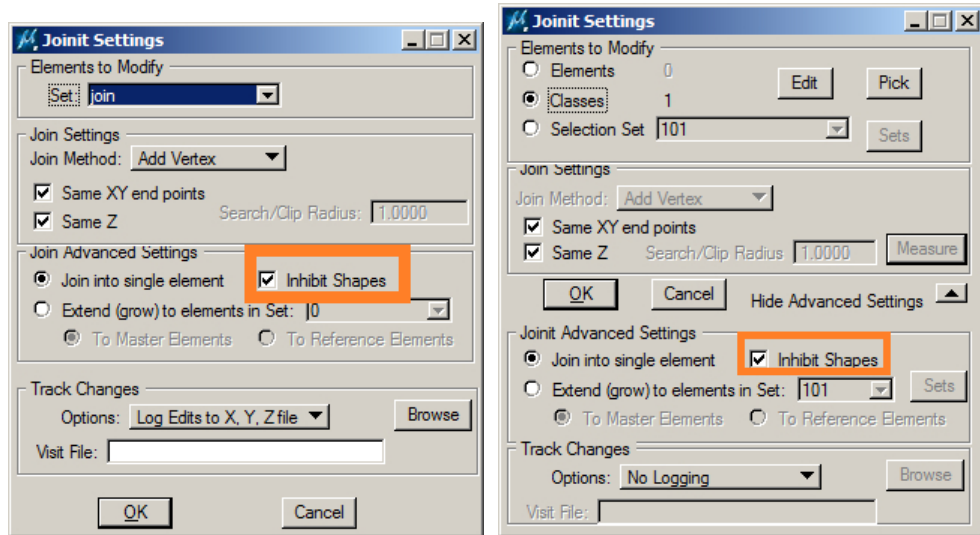 Joinit Settings
Elements to Modify
Set: join
Join Settings
Join Method: Add Vertex
Same XY end points
Same Z Search/Clip Radius: 1.0000
Join Advanced Settings
Join into single element Inhibit Shapes
Extend (grow) to elements in Set: 0
To Master Elements To Reference Elements
Track Changes
Options: Log Edits to X, Y, Z file Browse
Visit File:
OK Cancel
Joinit Settings
Elements to Modify
Elements 0 Edit Pick
Classes 1
Selection Set 101 Sets
Join Settings
Join Method: Add Vertex
Same XY end points
Same Z Search/Clip Radius 1.0000 Measure
OK Cancel Hide Advanced Settings
Joinit Advanced Settings
Join into single element Inhibit Shapes
Extend (grow) to elements in Set: 101 Sets
To Master Elements To Reference Elements
Track Changes
Options: No Logging Browse
Visit File: